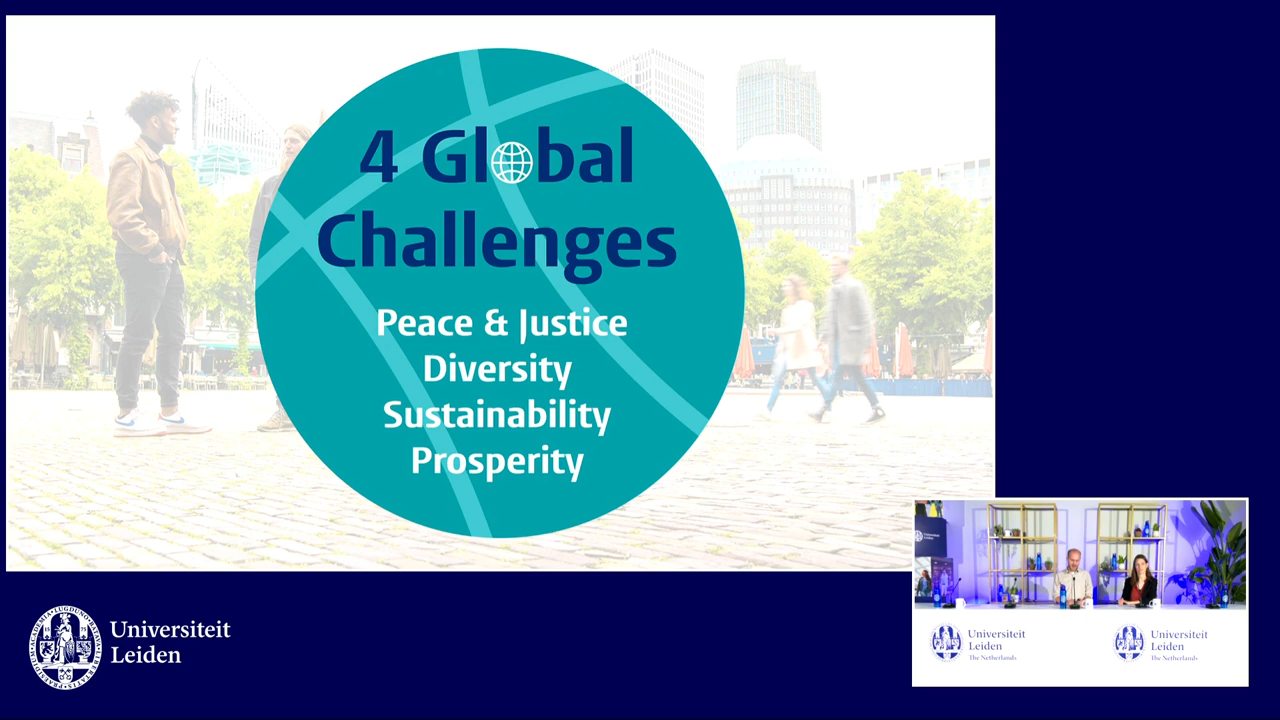 4 Global
Challenges
Peace & Justice
Diversity
Sustainability
Prosperity
Universiteit
Leiden
Universiteit
Leiden
The Netherlands
Universiteit
Leiden
The Netherlands